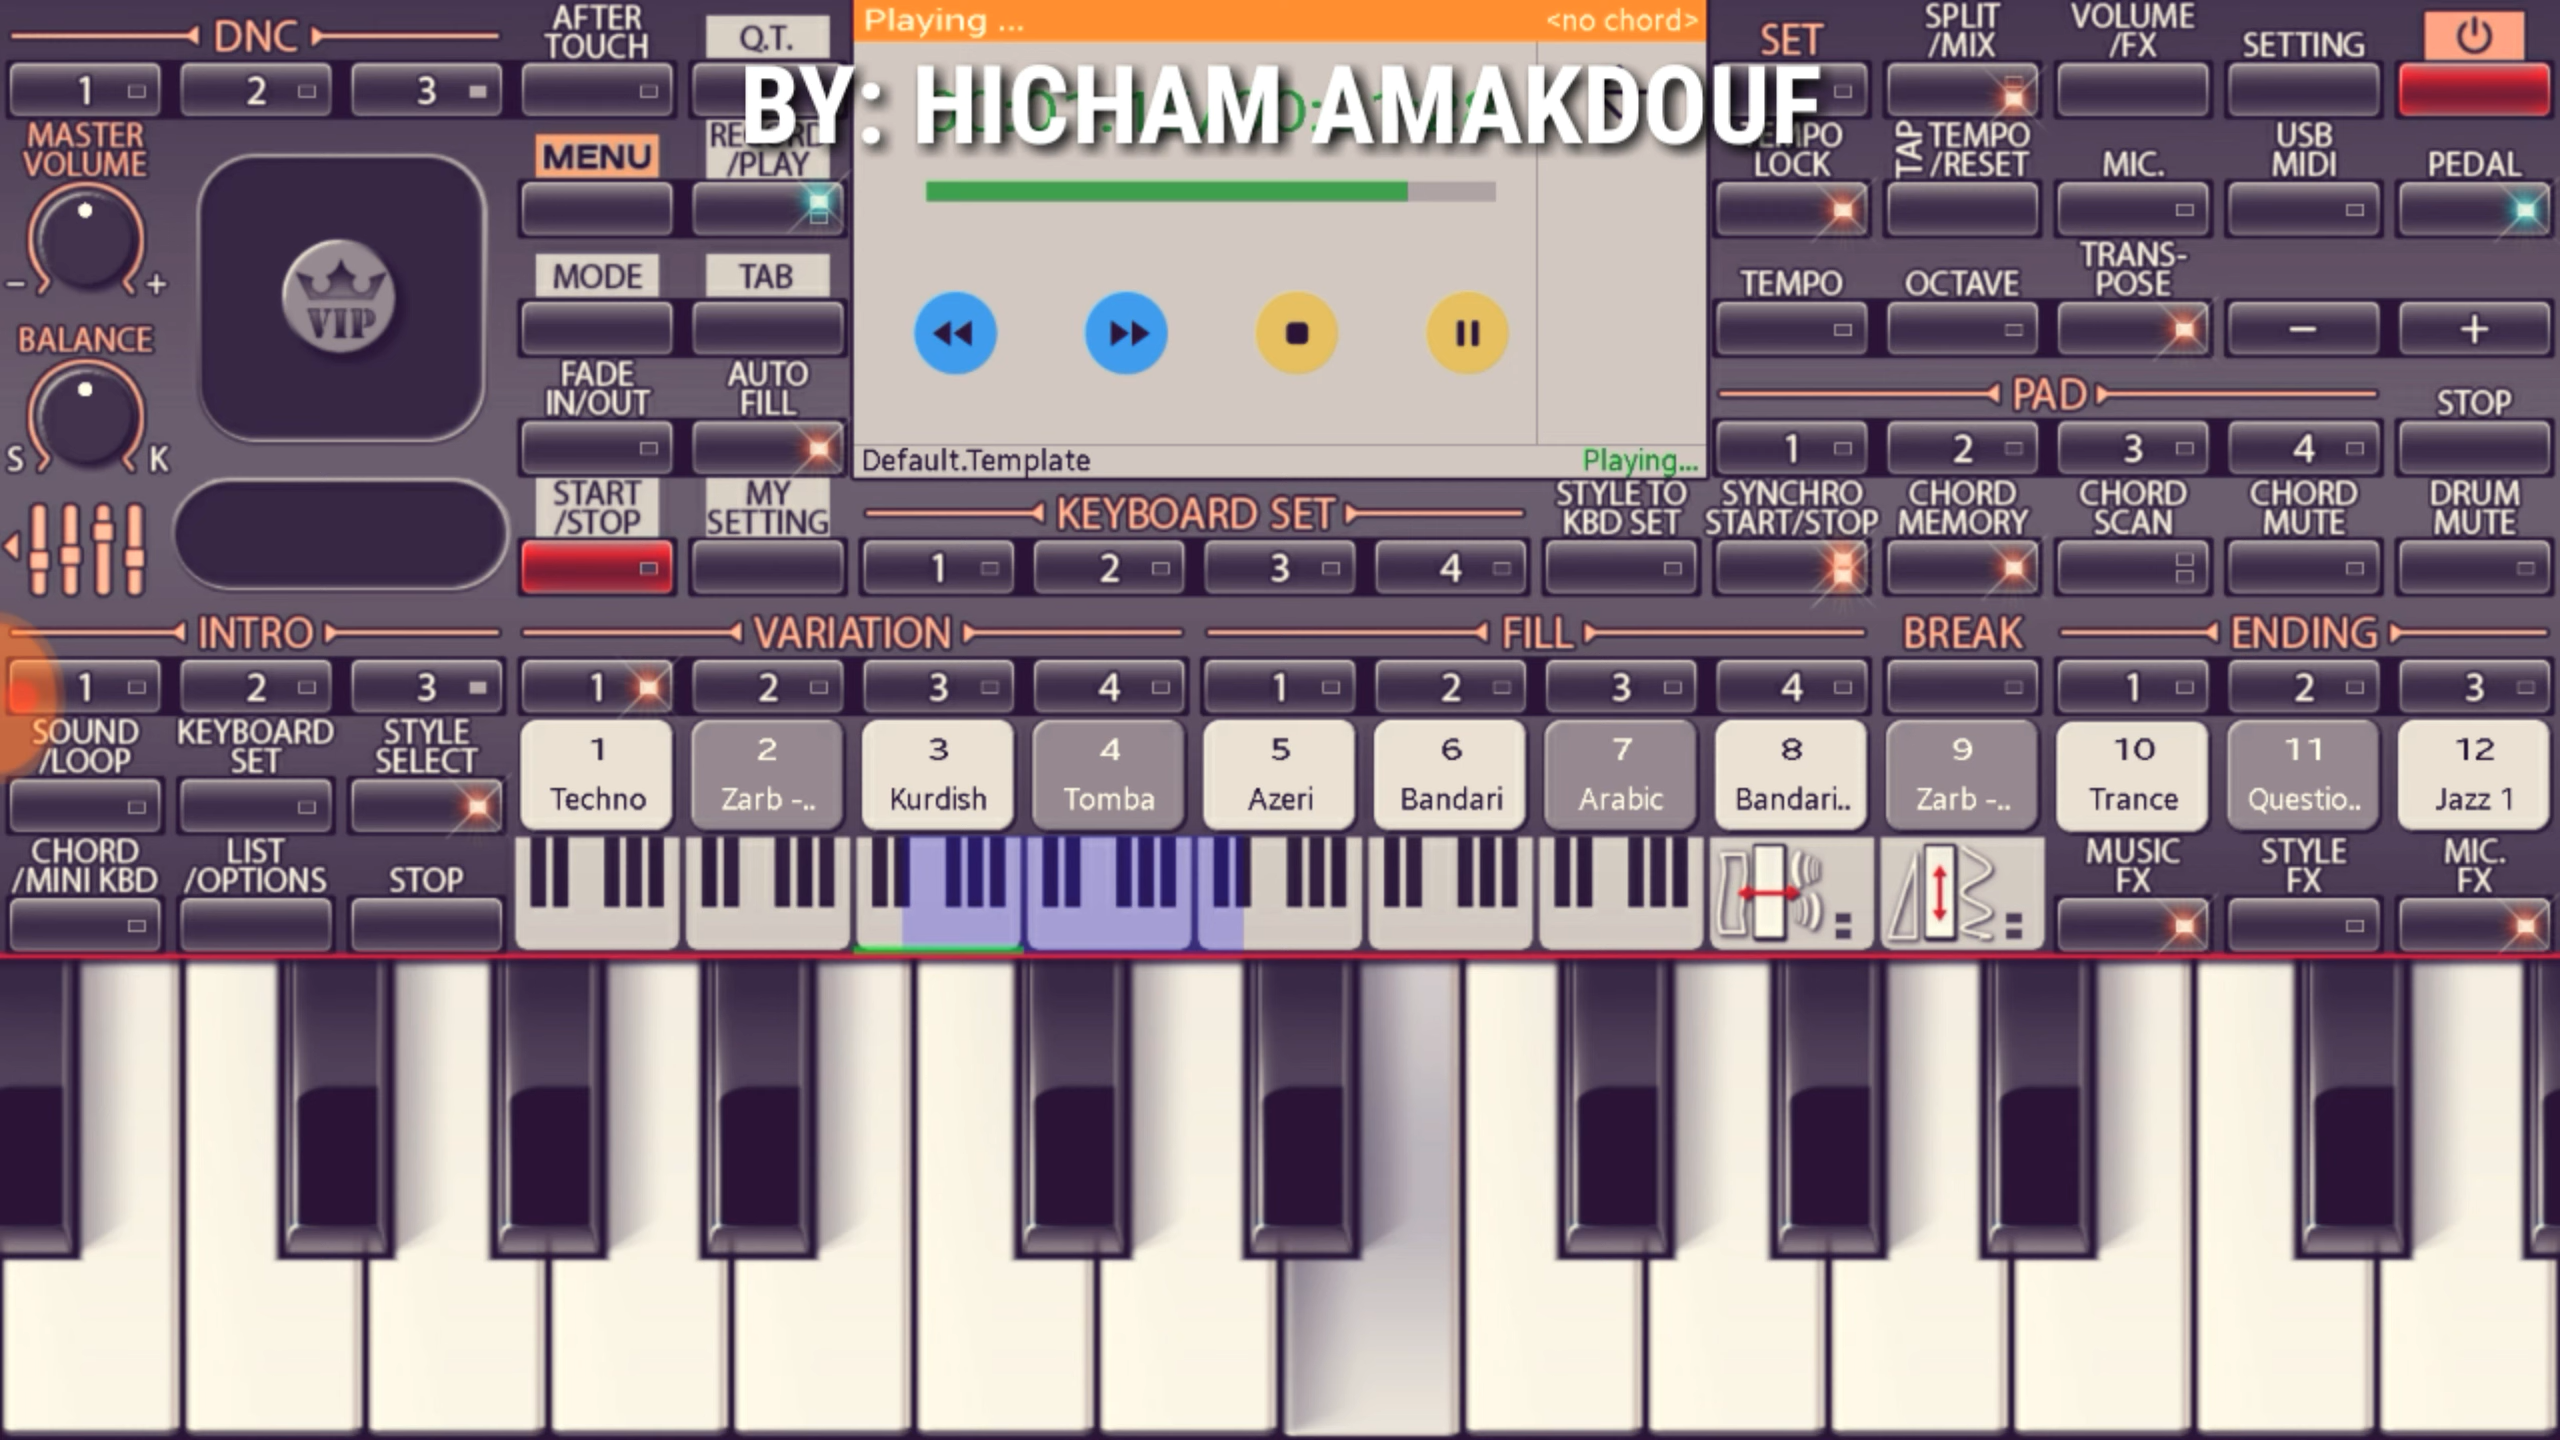 DNC
AFTER
TOUCH
Q.T.
Playing ...
<no chord>
SET
SPLIT
/MIX
VOLUME
/FX
SETTING
1
2
3
BY: HICHAM AMAKDOUF
MASTER
VOLUME
MENU
RECORD
/PLAY
TEMPO
LOCK
TAP
TEMPO
/RESET
MIC.
USB
MIDI
PEDAL
- +
VIP
MODE
TAB
TEMPO
OCTAVE
TRANS-
POSE
-
+
BALANCE
S K
FADE
IN/OUT
AUTO
FILL
PAD
STOP
1
2
3
4
Default.Template
Playing...
START
/STOP
MY
SETTING
KEYBOARD SET
STYLE TO
KBD SET
SYNCHRO
START/STOP
CHORD
MEMORY
CHORD
SCAN
CHORD
MUTE
DRUM
MUTE
1
2
3
4
INTRO
VARIATION
FILL
BREAK
ENDING
1
2
3
1
2
3
4
1
2
3
4
1
2
3
SOUND
/LOOP
KEYBOARD
SET
STYLE
SELECT
1
Techno
2
Zarb -..
3
Kurdish
4
Tomba
5
Azeri
6
Bandari
7
Arabic
8
Bandari..
9
Zarb -..
10
Trance
11
Questio..
12
Jazz 1
CHORD
/MINI KBD
LIST
/OPTIONS
STOP
MUSIC
FX
STYLE
FX
MIC.
FX